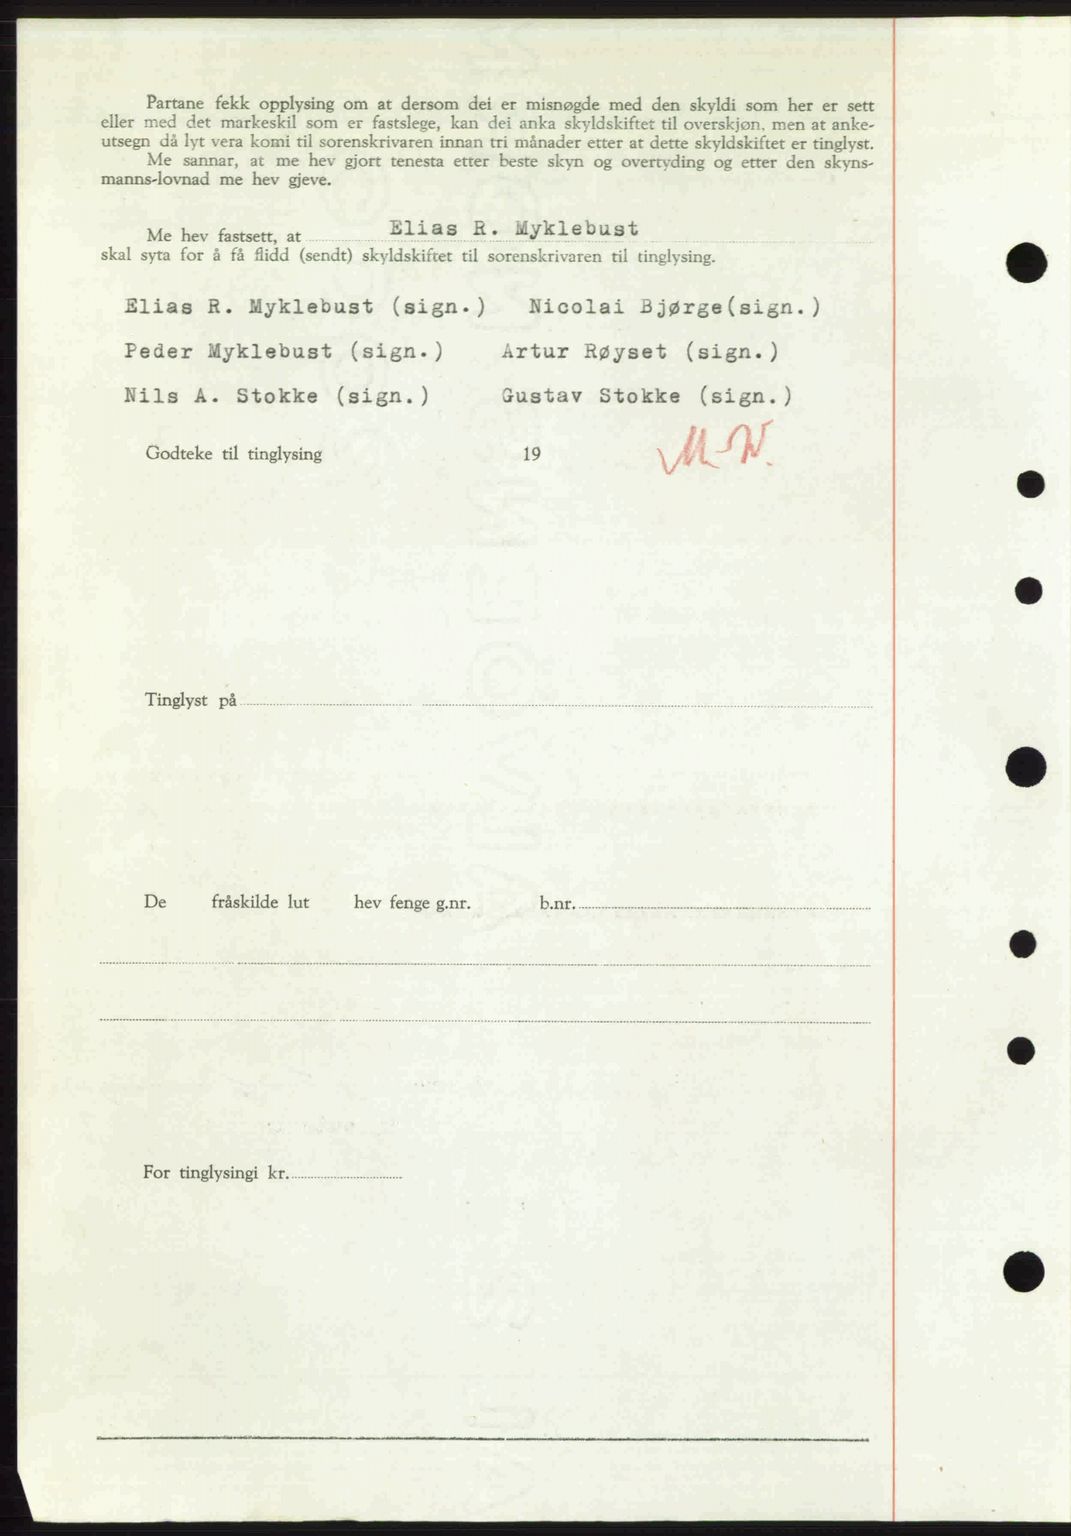 Partane fekk opplysing om at dersom dei er misnøgde med den skyldi som her er sett
eller med det markeskil som er fastslege, kan dei anka skyldskiftet til overskjøn, men at anke-
utsegn då lyt vera komi til sorenskrivaren innan tri månader etter at dette skyldskiftet er tinglyst.
Me sannar, at me hev gjort tenesta etter beste skyn og overtyding og etter den skyns-
manns-lovnad me hev gjeve.
Me hev fastsett, at Elias R. Myklebust
skal syta for å få flidd (sendt) skyldskiftet til sorenskrivaren til tinglysing.
Elias R. Myklebust (sign.) Nicolai Bjørge(sign.)
Peder Myklebust (sign.) Artur Røyset (sign.)
Nils A. Stokke (sign.) Gustav Stokke (sign.)
Godteke til tinglysing 19
Tinglyst på
De fråskilde lut hev fenge g.nr. b.nr.
For tinglysingi kr.